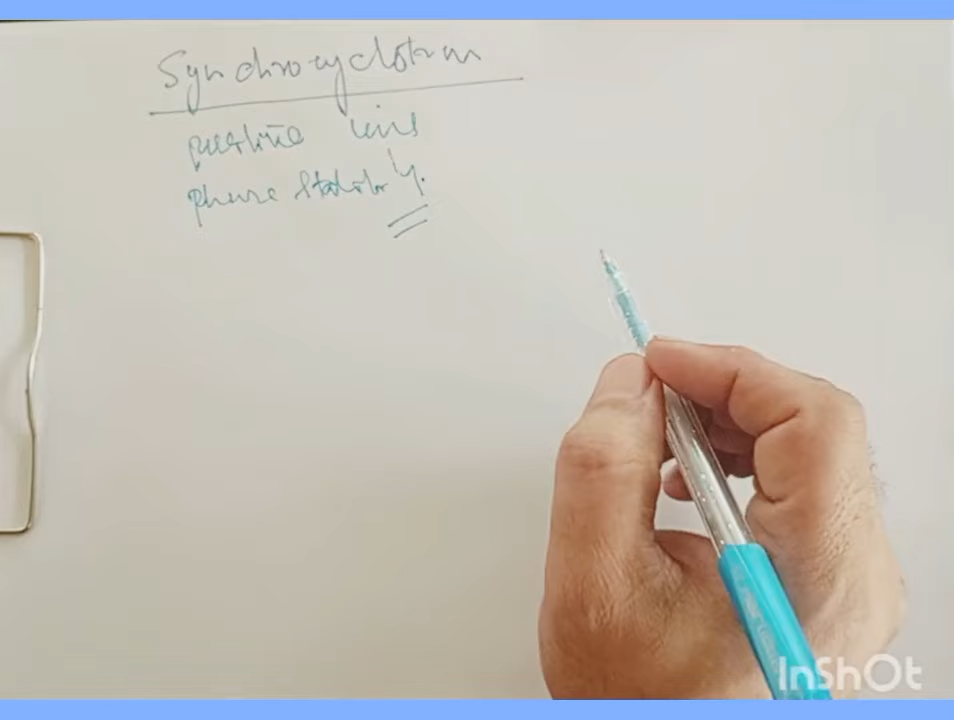 Synchrocyclotron
positive ions
phase stability.
InShOt